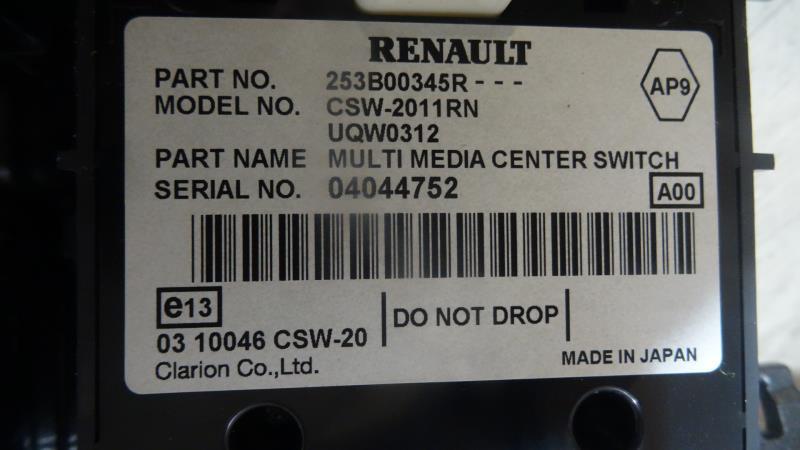 RENAULT
PART NO. 253B00345R - - -
AP9
MODEL NO. CSW-2011RN
UQW0312
PART NAME MULTI MEDIA CENTER SWITCH
SERIAL NO. 04044752
A00
e13
DO NOT DROP
03 10046 CSW-20
Clarion Co.,Ltd.
MADE IN JAPAN